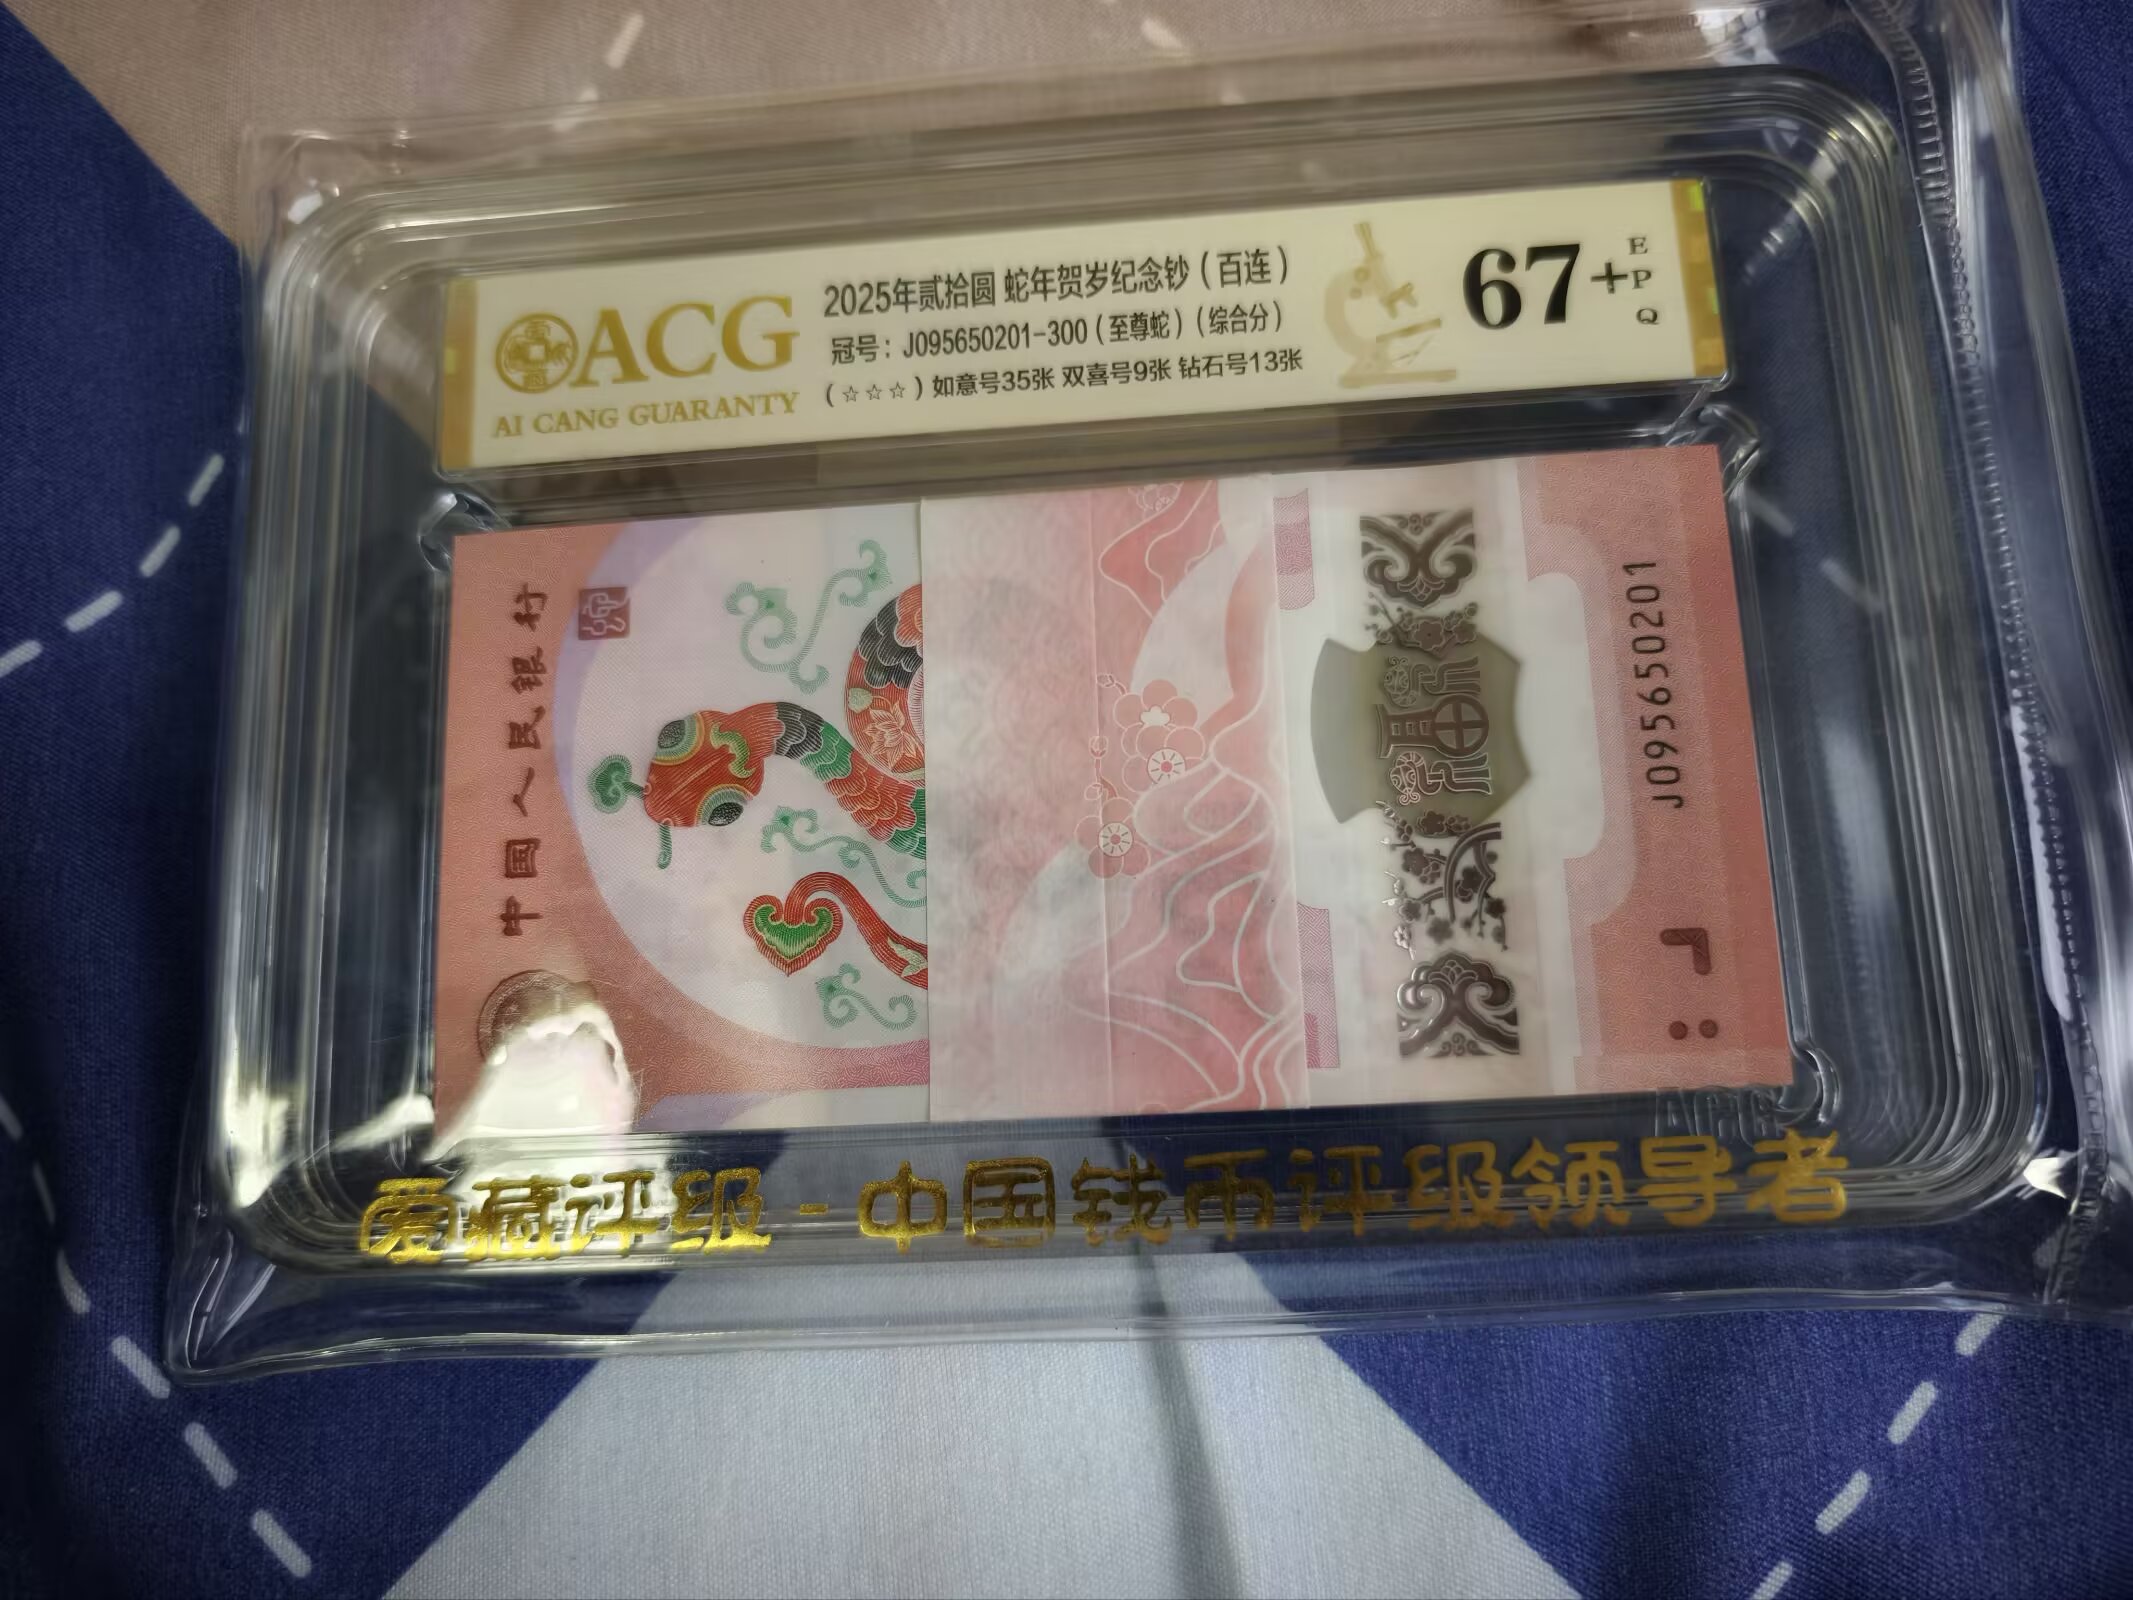 ACG
AI CANG GUARANTY
2025年贰拾圆 蛇年贺岁纪念钞(百连)
冠号:J095650201-300(至尊蛇)(综合分)
(☆☆☆)如意号35张 双喜号9张 钻石号13张
67+EPQ
中国人民银行
J095650201
爱藏评级-中国钱币评级领导者
ACG